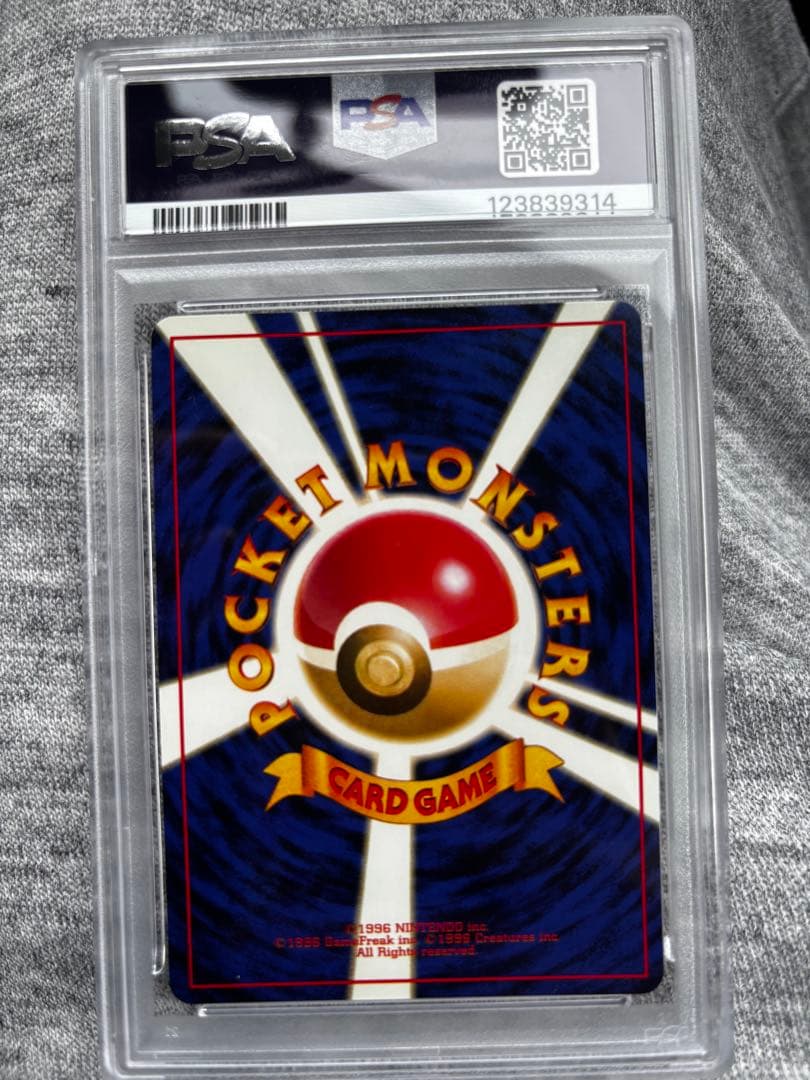 PSA
PSA
123839314
POCKET MONSTERS
CARD GAME
©1996 NINTENDO inc.
©1996 GameFreak inc. ©1996 Creatures inc.
All Rights reserved.